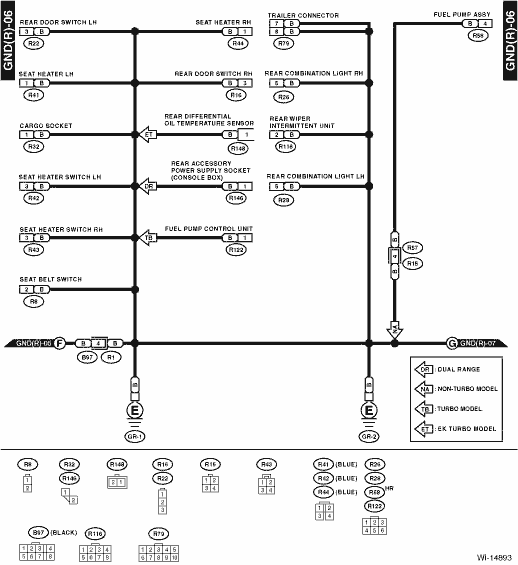 GND(R)-06
GND(R)-06
REAR DOOR SWITCH LH
3 B
R22
SEAT HEATER RH
B 1
R44
TRAILER CONNECTOR
7 B
8 B
R79
FUEL PUMP ASSY
B 4
R58
SEAT HEATER LH
1 B
R41
REAR DOOR SWITCH RH
B 3
R16
REAR COMBINATION LIGHT RH
5 B
R26
CARGO SOCKET
1 B
R32
REAR DIFFERENTIAL
OIL TEMPERATURE SENSOR
ET B 1
R148
REAR WIPER
INTERMITTENT UNIT
2 B
R116
SEAT HEATER SWITCH LH
3 B
R42
REAR ACCESSORY
POWER SUPPLY SOCKET
(CONSOLE BOX)
DR B 1
R146
REAR COMBINATION LIGHT LH
5 B
R28
SEAT HEATER SWITCH RH
3 B
R43
FUEL PUMP CONTROL UNIT
TB B 1
R122
B
R57
4
R15
B
SEAT BELT SWITCH
2 B
R8
NA
GND(R)-05 F B 4 B
B97 R1
G GND(R)-07
B
E
GR-1
B
E
GR-2
DR : DUAL RANGE
NA : NON-TURBO MODEL
TB : TURBO MODEL
ET : EK TURBO MODEL
R8
1
2
R32
R146
1
2
R148
2 1
R16
R22
1
2
3
R15
1 2
3 4
R43
1 2
3 4
R41 (BLUE)
R42 (BLUE)
R44 (BLUE)
1 2
3 4
R26
R28
R58 HR
R122
1 2 3
4 5 6
B97 (BLACK)
1 2 3 4
5 6 7 8
R116
1 2 3 4
5 6 7 8
R79
1 2 3 4 5
6 7 8 9 10
WI-14893